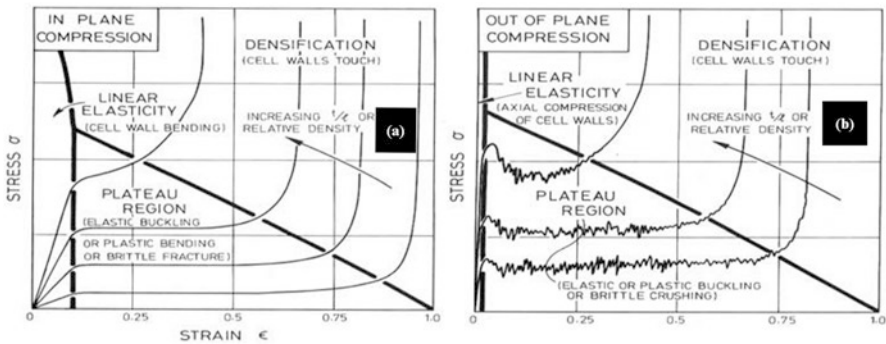 IN PLANE
COMPRESSION
DENSIFICATION
(CELL WALLS TOUCH)
LINEAR
ELASTICITY
(CELL WALL BENDING)
INCREASING t/ℓ OR
RELATIVE DENSITY
(a)
PLATEAU
REGION
(ELASTIC BUCKLING
OR PLASTIC BENDING
OR BRITTLE FRACTURE)
STRESS σ
0
0.25
0.5
0.75
1.0
STRAIN ϵ
OUT OF PLANE
COMPRESSION
DENSIFICATION
(CELL WALLS TOUCH)
LINEAR
ELASTICITY
(AXIAL COMPRESSION
OF CELL WALLS)
INCREASING t/ℓ OR
RELATIVE DENSITY
(b)
PLATEAU
REGION
(ELASTIC OR PLASTIC BUCKLING
OR BRITTLE CRUSHING)
STRESS σ
0
0.25
0.5
0.75
1.0